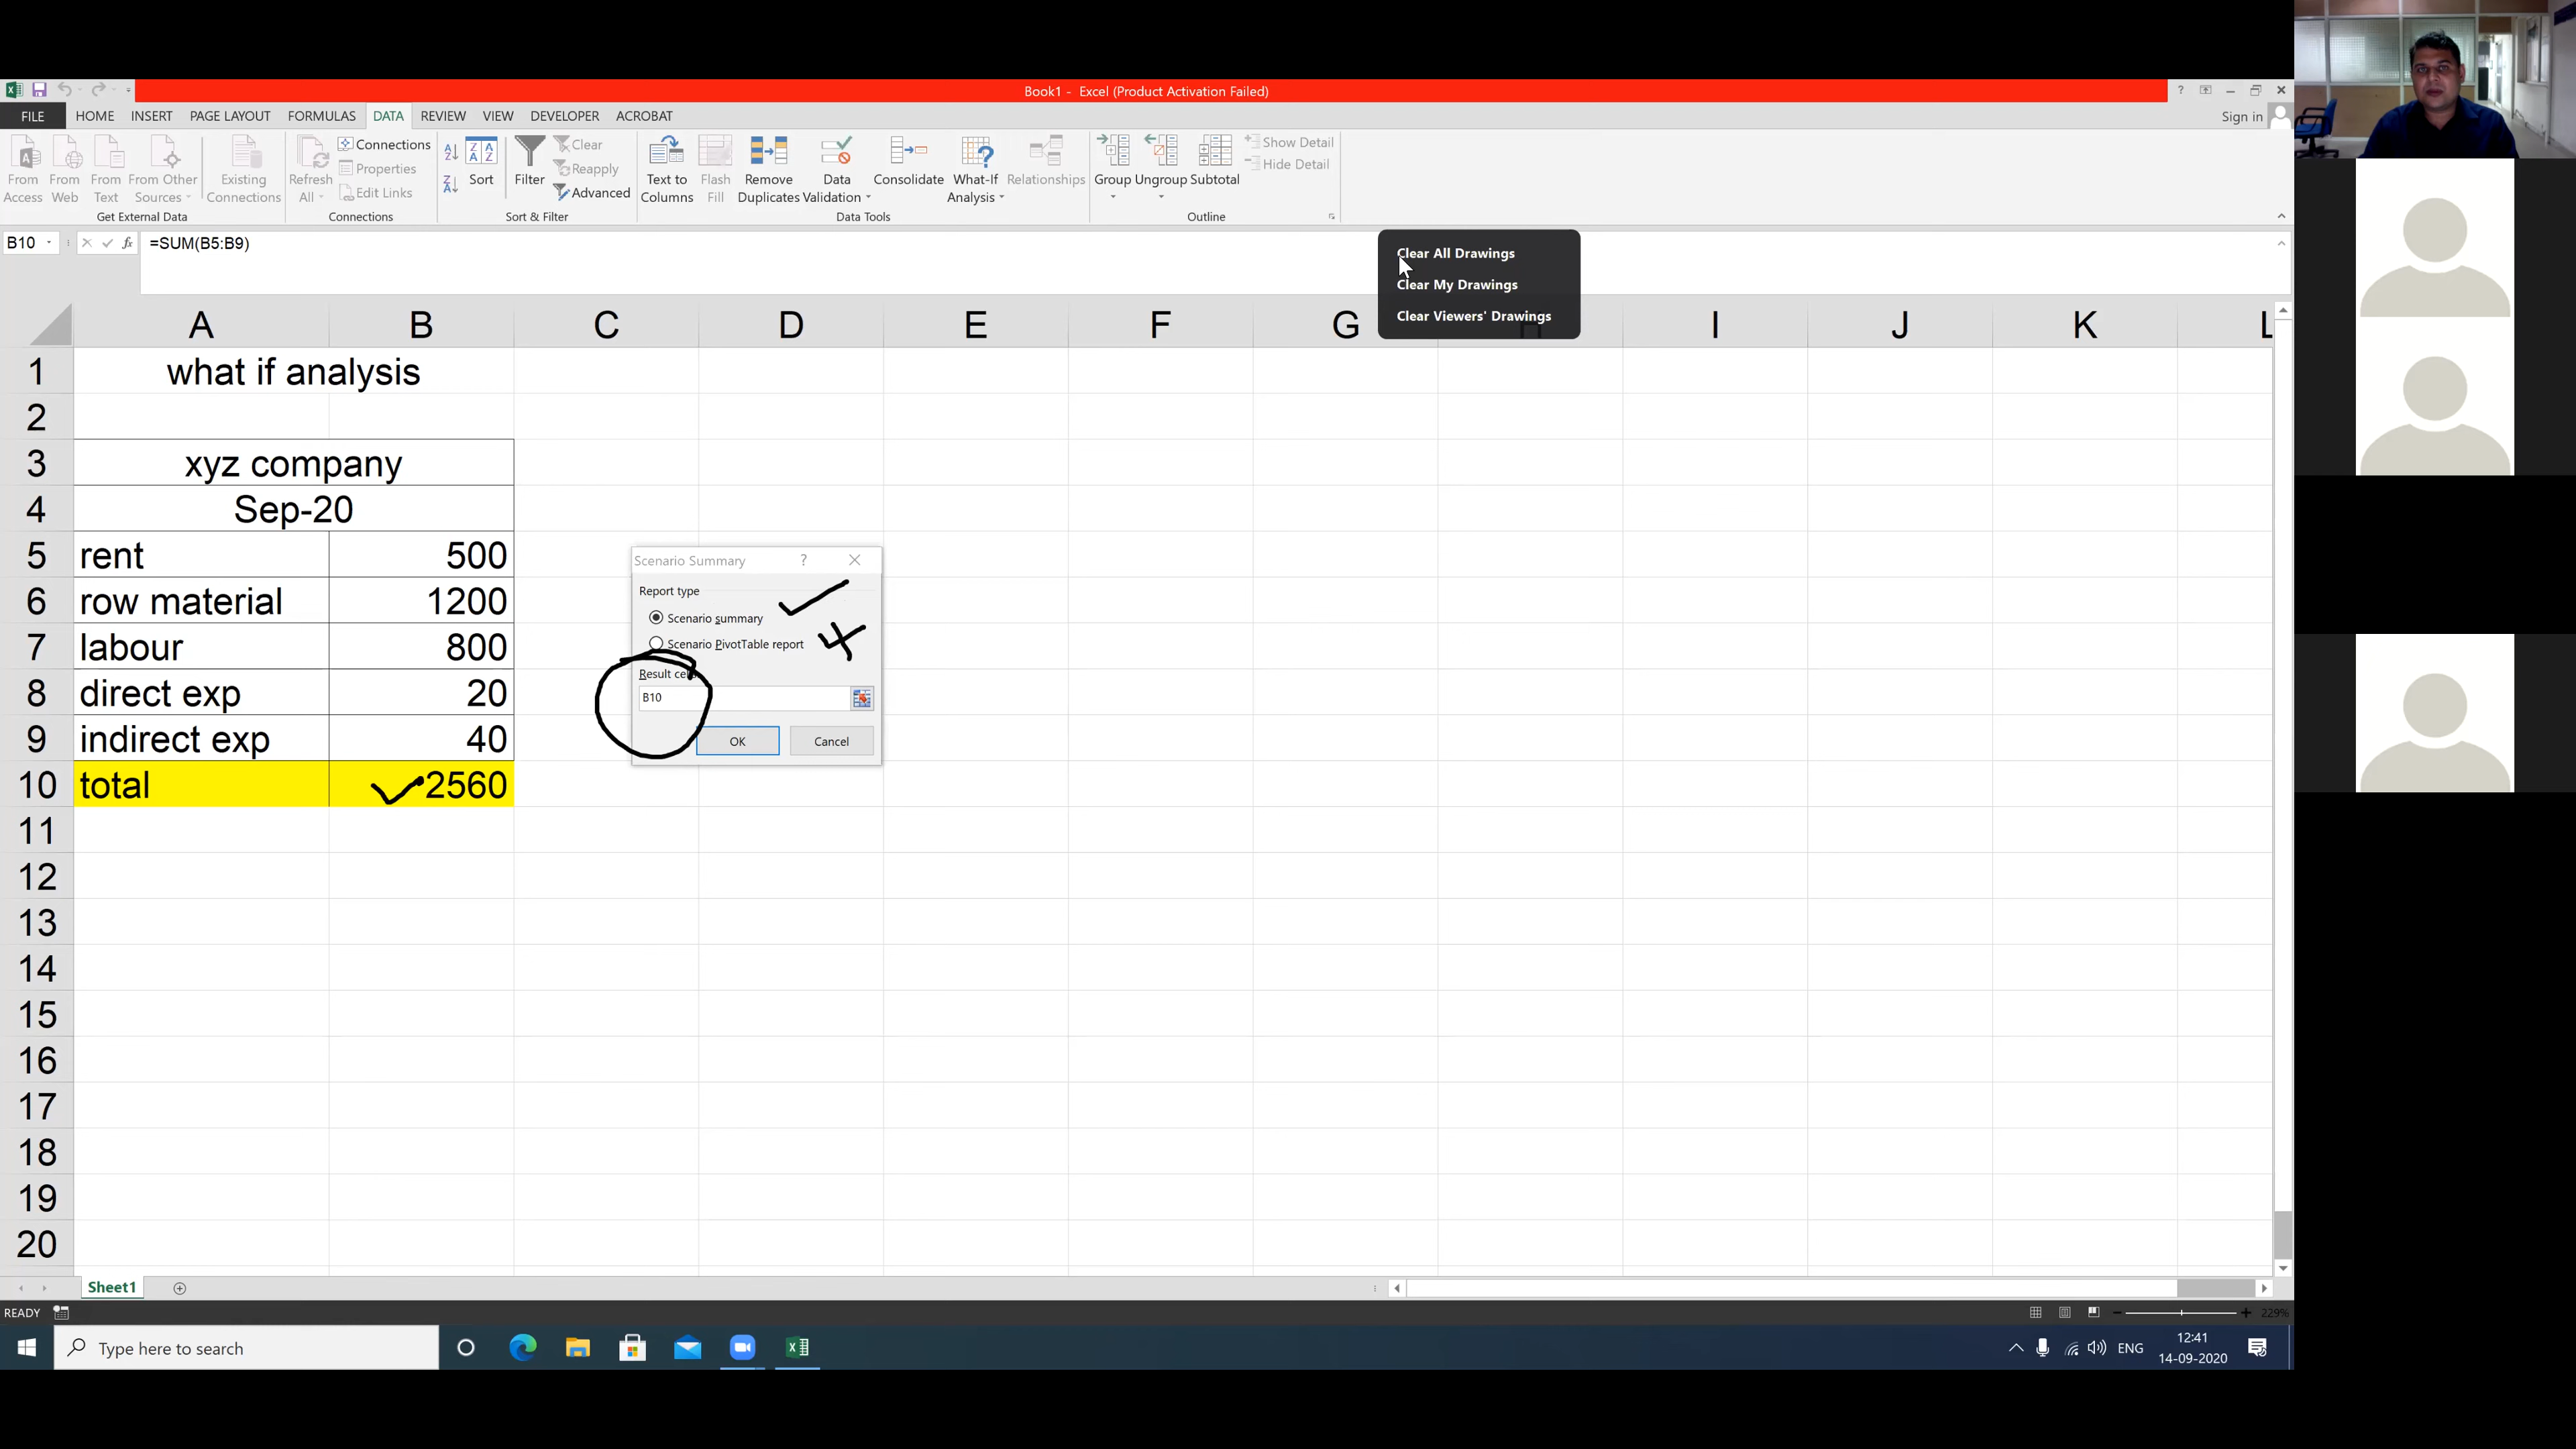 Book1 - Excel (Product Activation Failed)
FILE HOME INSERT PAGE LAYOUT FORMULAS DATA REVIEW VIEW DEVELOPER ACROBAT
Sign in
From Access
From Web
From Text
From Other Sources
Existing Connections
Get External Data
Refresh All
Connections
Properties
Edit Links
Connections
Sort
Filter
Clear
Reapply
Advanced
Sort & Filter
Text to Columns
Flash Fill
Remove Duplicates
Data Validation
Consolidate
What-If Analysis
Relationships
Data Tools
Group
Ungroup
Subtotal
Show Detail
Hide Detail
Outline
B10 fx =SUM(B5:B9)
Clear All Drawings
Clear My Drawings
Clear Viewers' Drawings
A B C D E F G H I J K L
1 what if analysis
2
3 xyz company
4 Sep-20
5 rent 500
6 row material 1200
7 labour 800
8 direct exp 20
9 indirect exp 40
10 total 2560
11
12
13
14
15
16
17
18
19
20
Scenario Summary ?
Report type
Scenario summary
Scenario PivotTable report
Result cells
B10
OK Cancel
Sheet1
READY 229%
Type here to search
ENG
12:41
14-09-2020